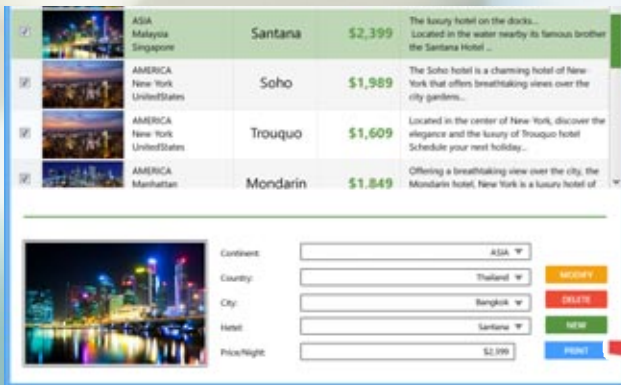 ASIA
Malaysia
Singapore
Santana
$2,399
The luxury hotel on the docks...
Located in the water nearby its famous brother
the Santana Hotel ...
AMERICA
New York
UnitedStates
Soho
$1,989
The Soho hotel is a charming hotel of New
York that offers breathtaking views over the
city gardens...
AMERICA
New York
UnitedStates
Trouquo
$1,609
Located in the center of New York, discover the
elegance and the luxury of Trouquo hotel
Schedule your next holiday...
AMERICA
Manhattan
Mondarin
$1,849
Offering a breathtaking view over the city, the
Mondarin hotel, New York is a luxury hotel of
Continent:
ASIA
Country:
Thailand
MODIFY
City:
Bangkok
DELETE
Hotel:
Santana
NEW
Price/Night:
$2,399
PRINT